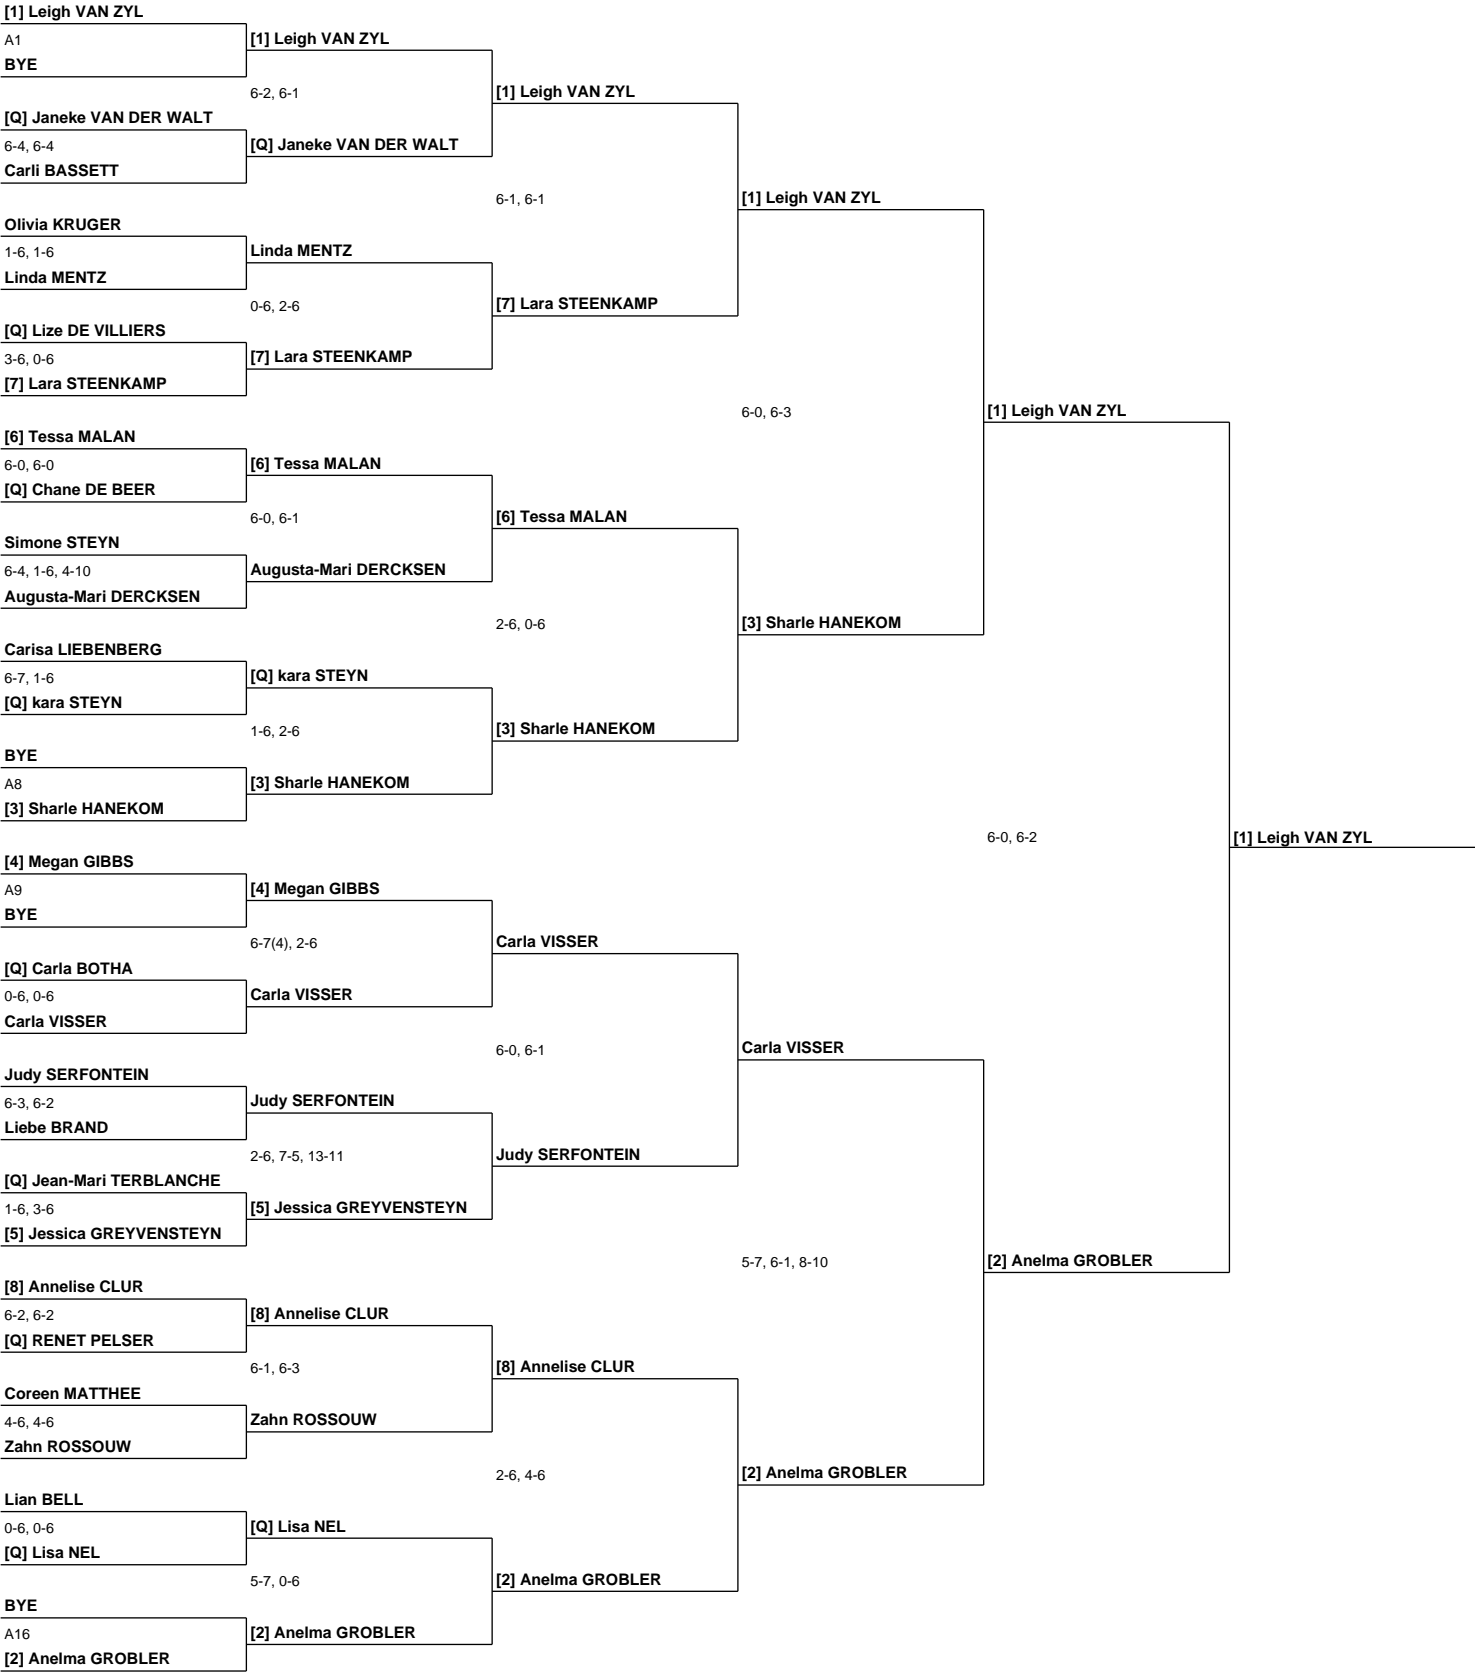 [1] Leigh VAN ZYL
A1
[1] Leigh VAN ZYL
BYE
6-2, 6-1
[1] Leigh VAN ZYL
[Q] Janeke VAN DER WALT
6-4, 6-4
[Q] Janeke VAN DER WALT
Carli BASSETT
6-1, 6-1
[1] Leigh VAN ZYL
Olivia KRUGER
1-6, 1-6
Linda MENTZ
Linda MENTZ
0-6, 2-6
[7] Lara STEENKAMP
[Q] Lize DE VILLIERS
3-6, 0-6
[7] Lara STEENKAMP
[7] Lara STEENKAMP
6-0, 6-3
[1] Leigh VAN ZYL
[6] Tessa MALAN
6-0, 6-0
[6] Tessa MALAN
[Q] Chane DE BEER
6-0, 6-1
[6] Tessa MALAN
Simone STEYN
6-4, 1-6, 4-10
Augusta-Mari DERCKSEN
Augusta-Mari DERCKSEN
2-6, 0-6
[3] Sharle HANEKOM
Carisa LIEBENBERG
6-7, 1-6
[Q] kara STEYN
[Q] kara STEYN
1-6, 2-6
[3] Sharle HANEKOM
BYE
A8
[3] Sharle HANEKOM
[3] Sharle HANEKOM
6-0, 6-2
[1] Leigh VAN ZYL
[4] Megan GIBBS
A9
[4] Megan GIBBS
BYE
6-7(4), 2-6
Carla VISSER
[Q] Carla BOTHA
0-6, 0-6
Carla VISSER
Carla VISSER
6-0, 6-1
Carla VISSER
Judy SERFONTEIN
6-3, 6-2
Judy SERFONTEIN
Liebe BRAND
2-6, 7-5, 13-11
Judy SERFONTEIN
[Q] Jean-Mari TERBLANCHE
1-6, 3-6
[5] Jessica GREYVENSTEYN
[5] Jessica GREYVENSTEYN
5-7, 6-1, 8-10
[2] Anelma GROBLER
[8] Annelise CLUR
6-2, 6-2
[8] Annelise CLUR
[Q] RENET PELSER
6-1, 6-3
[8] Annelise CLUR
Coreen MATTHEE
4-6, 4-6
Zahn ROSSOUW
Zahn ROSSOUW
2-6, 4-6
[2] Anelma GROBLER
Lian BELL
0-6, 0-6
[Q] Lisa NEL
[Q] Lisa NEL
5-7, 0-6
[2] Anelma GROBLER
BYE
A16
[2] Anelma GROBLER
[2] Anelma GROBLER